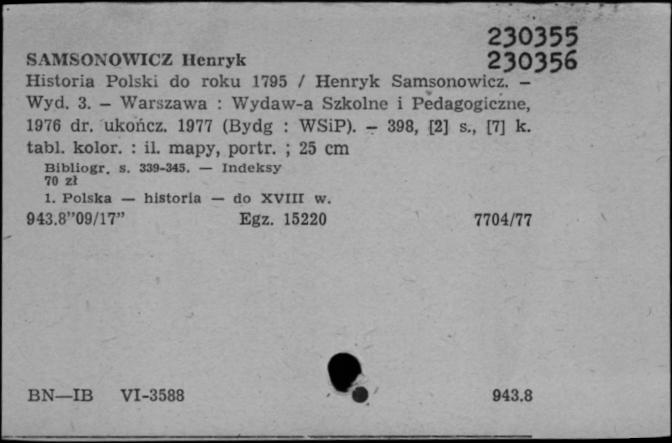 230355
SAMSONOWICZ Henryk 230356
Historia Polski do roku 1795 / Henryk Samsonowicz. —
Wyd. 3. — Warszawa : Wydaw-a Szkolne i Pedagogiczne,
1976 dr. ukończ. 1977 (Bydg : WSiP). — 398, [2] s., [7] k.
tabl. kolor. : il. mapy, portr. ; 25 cm
Bibliogr. s. 339-345. — Indeksy
70 zł
1. Polska — historia — do XVIII w.
943.8"09/17" Egz. 15220 7704/77
BN—IB VI-3588 943.8